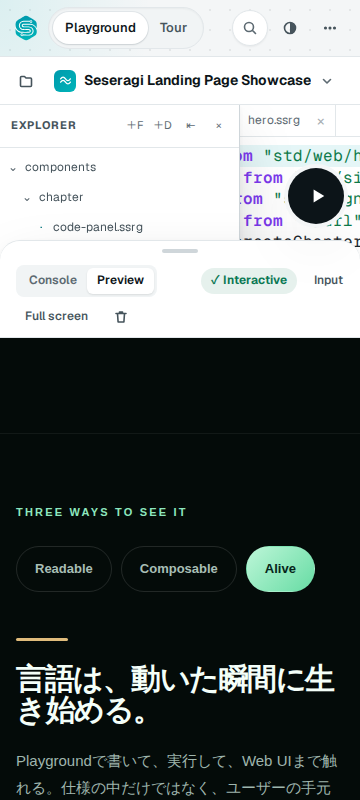 Playground Tour
Seseragi Landing Page Showcase
EXPLORER +F +D
hero.ssrg ×
components
chapter
code-panel.ssrg
"std/web/h
from
from
Console Preview ✓ Interactive Input
Full screen
THREE WAYS TO SEE IT
Readable Composable Alive
言語は、動いた瞬間に生
き始める。
Playgroundで書いて、実行して、Web UIまで触
れる。仕様の中だけではなく、ユーザーの手元